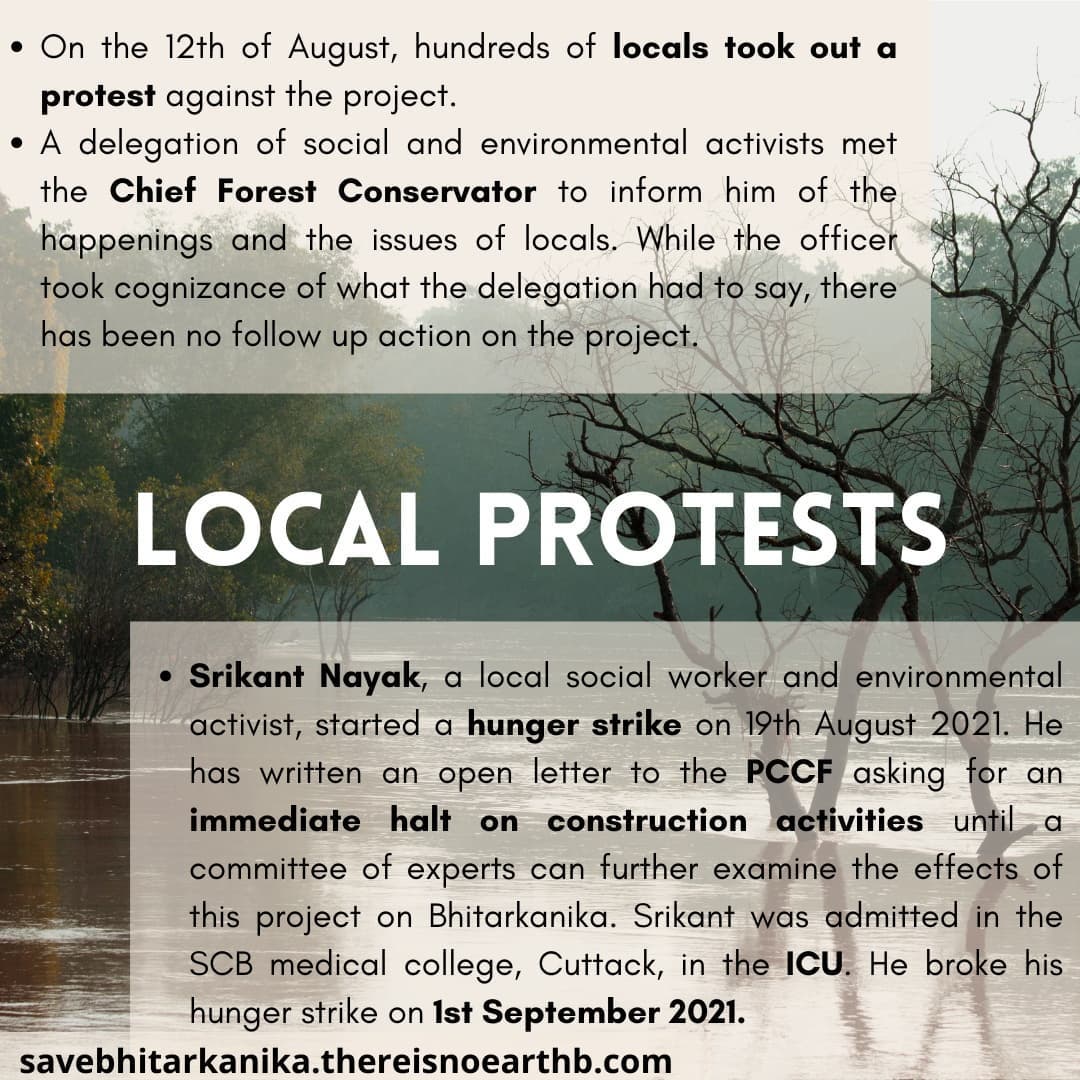 • On the 12th of August, hundreds of locals took out a
protest against the project.
• A delegation of social and environmental activists met
the Chief Forest Conservator to inform him of the
happenings and the issues of locals. While the officer
took cognizance of what the delegation had to say, there
has been no follow up action on the project.
LOCAL PROTESTS
• Srikant Nayak, a local social worker and environmental
activist, started a hunger strike on 19th August 2021. He
has written an open letter to the PCCF asking for an
immediate halt on construction activities until a
committee of experts can further examine the effects of
this project on Bhitarkanika. Srikant was admitted in the
SCB medical college, Cuttack, in the ICU. He broke his
hunger strike on 1st September 2021.
savebhitarkanika.thereisnoearthb.com